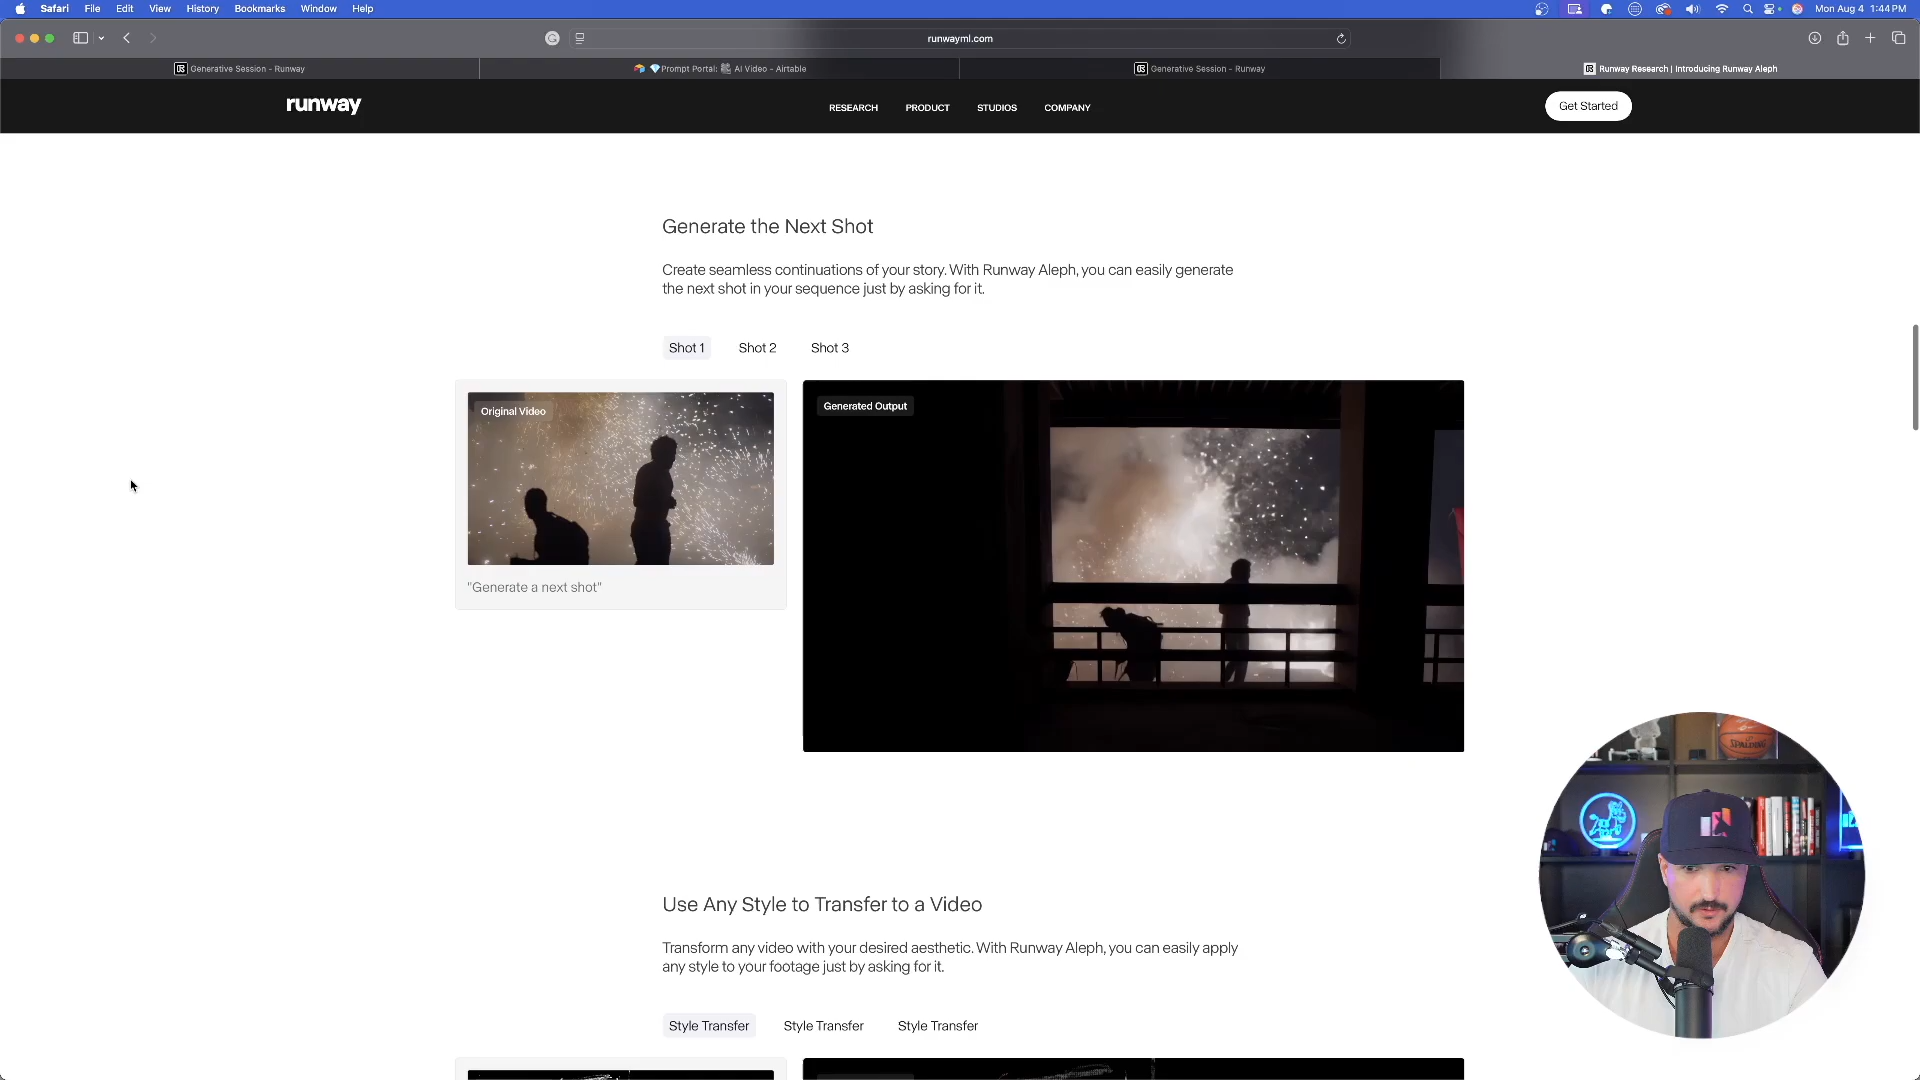 Safari File Edit View History Bookmarks Window Help
Mon Aug 4 1:44 PM
runwayml.com
Generative Session - Runway
Prompt Portal: AI Video - Airtable
Generative Session - Runway
Runway Research | Introducing Runway Aleph
runway
RESEARCH PRODUCT STUDIOS COMPANY
Get Started
Generate the Next Shot
Create seamless continuations of your story. With Runway Aleph, you can easily generate
the next shot in your sequence just by asking for it.
Shot 1 Shot 2 Shot 3
Original Video
"Generate a next shot"
Generated Output
Use Any Style to Transfer to a Video
Transform any video with your desired aesthetic. With Runway Aleph, you can easily apply
any style to your footage just by asking for it.
Style Transfer Style Transfer Style Transfer
SPALDING